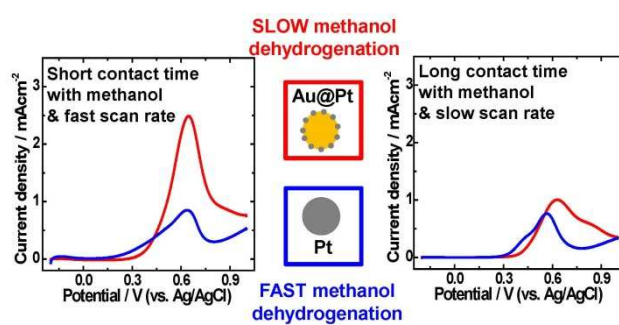 SLOW methanol
dehydrogenation
Short contact time
with methanol
& fast scan rate
Current density / mAcm-2
3
2
1
0
0.0 0.3 0.6 0.9
Potential / V (vs. Ag/AgCl)
Au@Pt
Pt
FAST methanol
dehydrogenation
Long contact time
with methanol
& slow scan rate
Current density / mAcm-2
3
2
1
0
0.0 0.3 0.6 0.9
Potential / V (vs. Ag/AgCl)